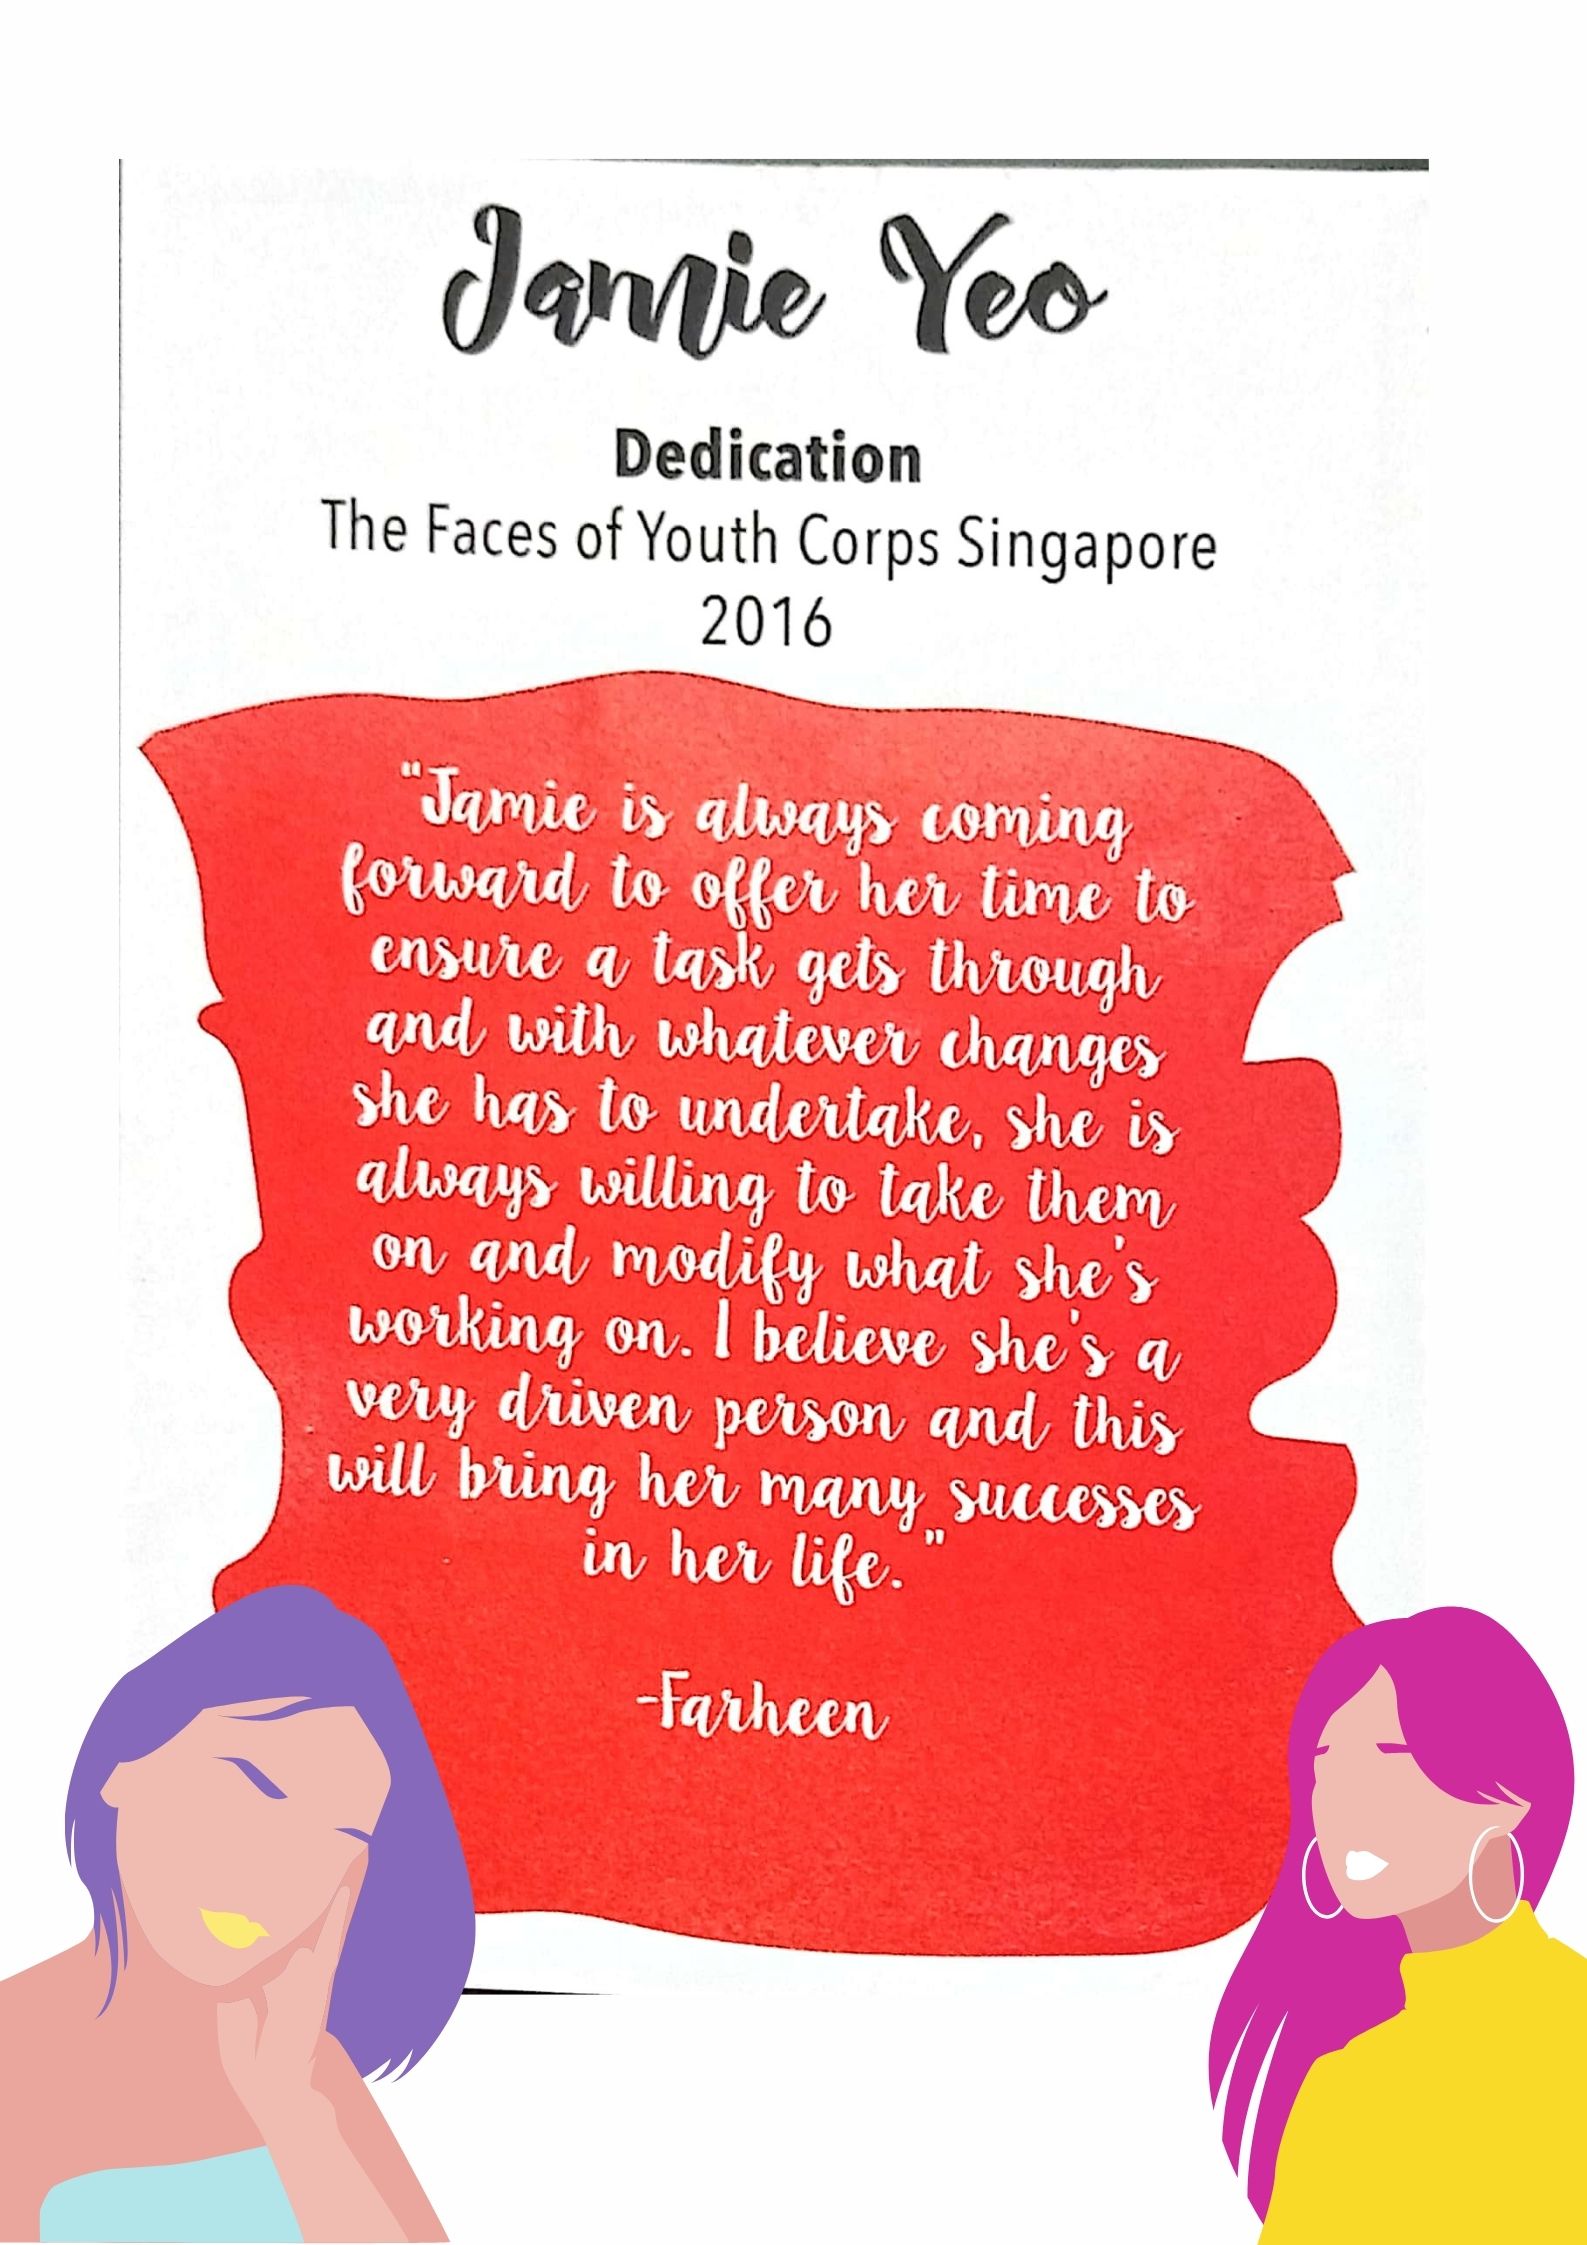 Jamie Yeo
Dedication
The Faces of Youth Corps Singapore
2016
"Jamie is always coming
forward to offer her time to
ensure a task gets through
and with whatever changes
she has to undertake, she is
always willing to take them
on and modify what she's
working on. I believe she's a
very driven person and this
will bring her many successes
in her life."
-Farheen